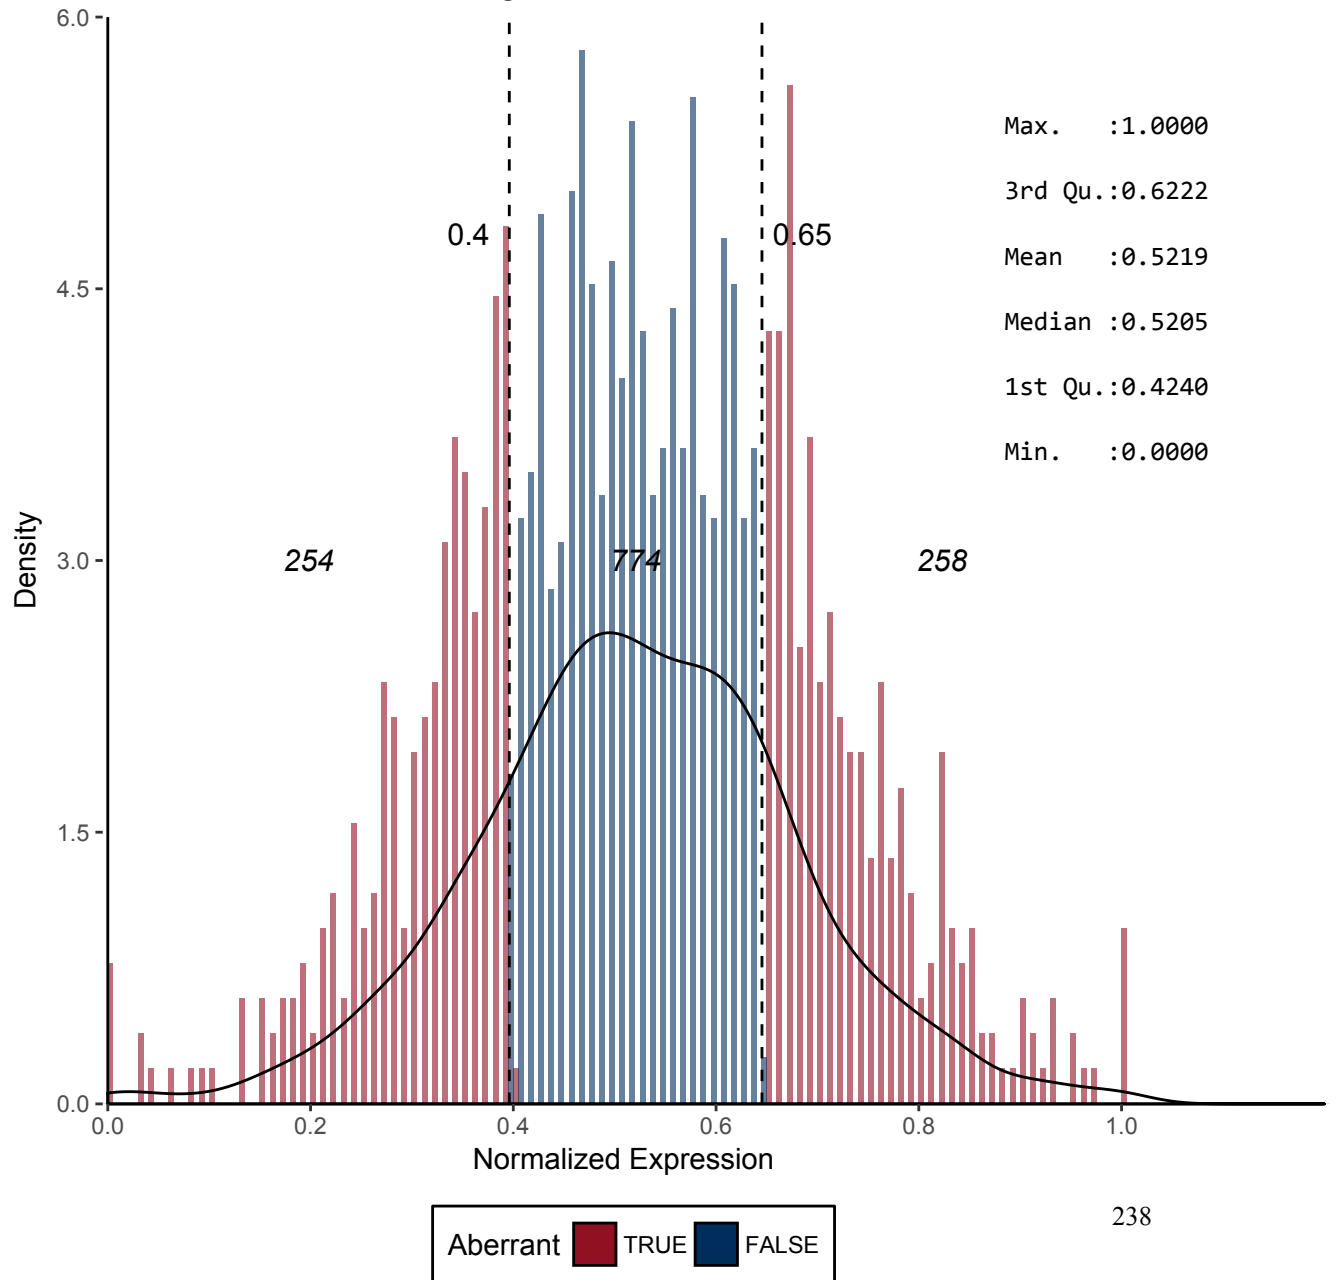 6.0
4.5
3.0
1.5
0.0
Density
0.4
0.65
254
774
258
Max.   :1.0000
3rd Qu.:0.6222
Mean   :0.5219
Median :0.5205
1st Qu.:0.4240
Min.   :0.0000
0.0 0.2 0.4 0.6 0.8 1.0
Normalized Expression
238
Aberrant TRUE FALSE